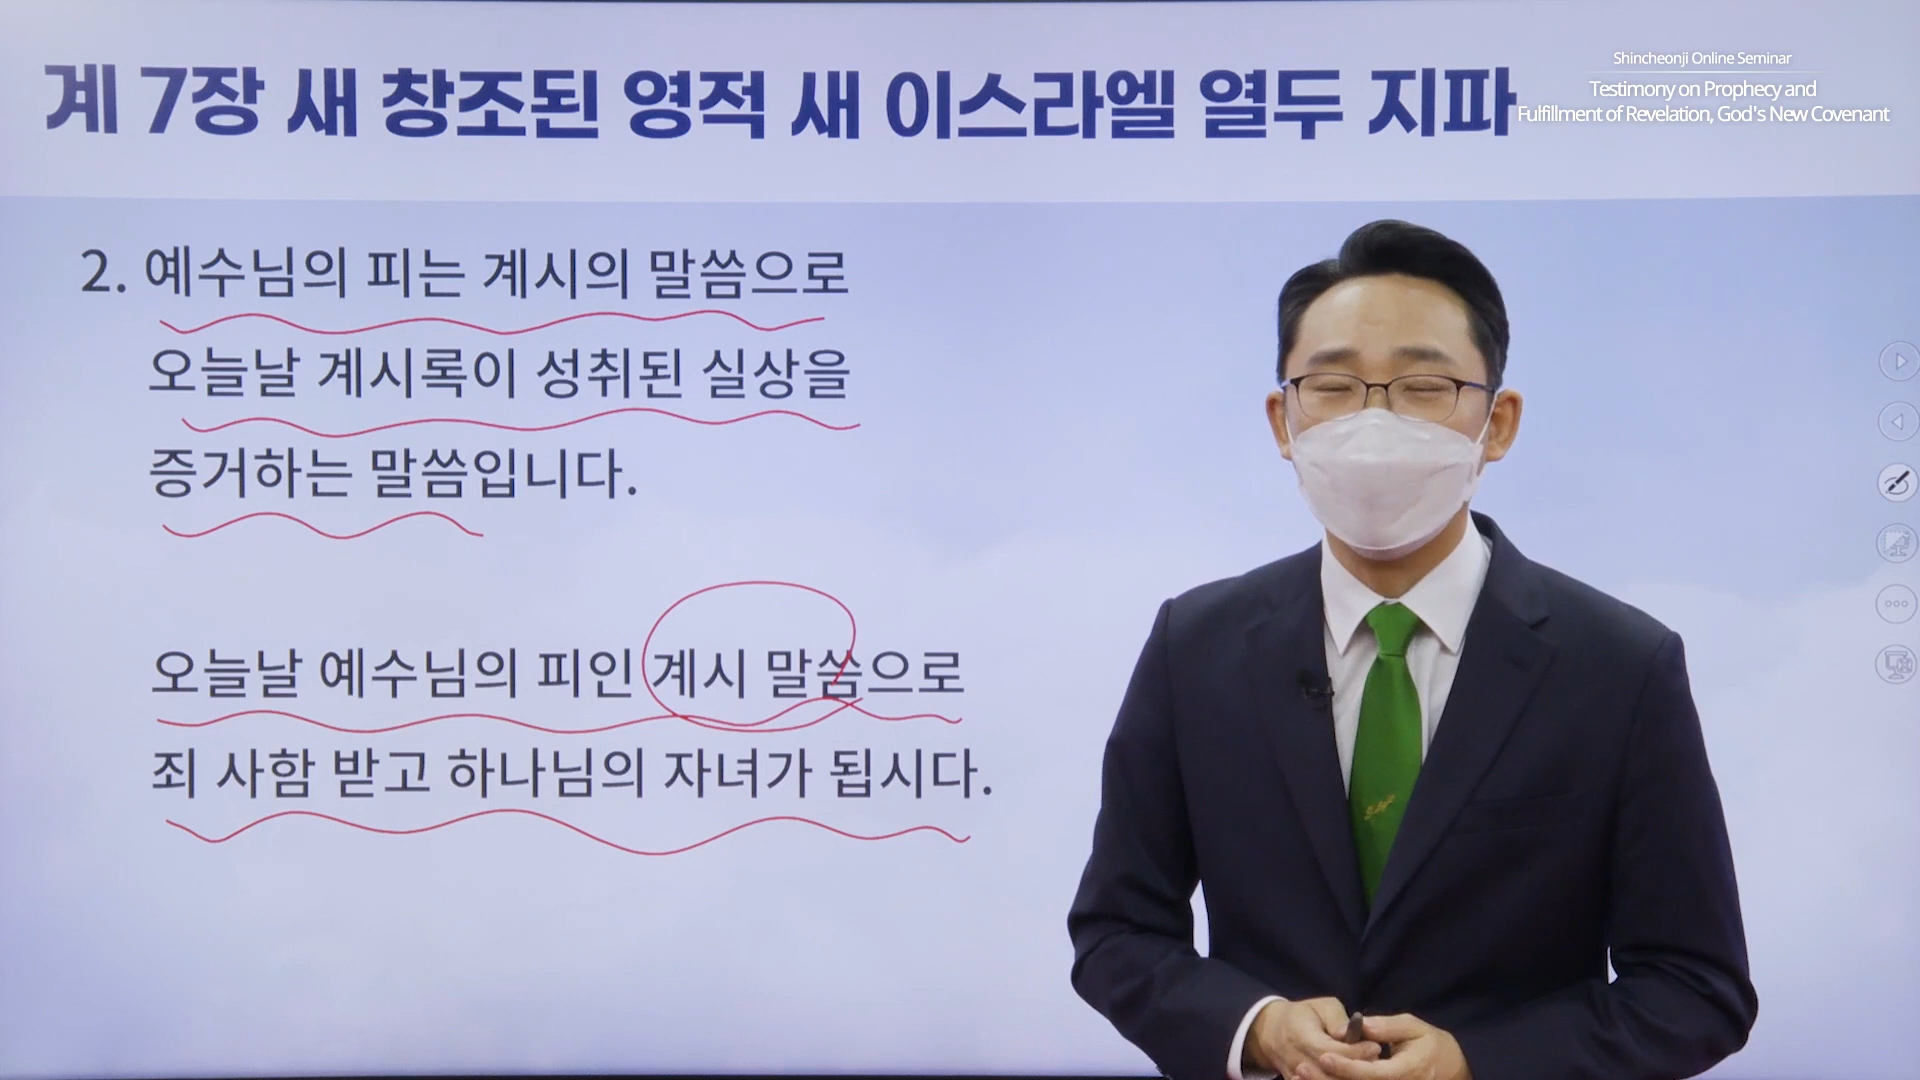 계 7장 새 창조된 영적 새 이스라엘 열두 지파
Shincheonji Online Seminar
Testimony on Prophecy and
Fulfillment of Revelation, God's New Covenant
2. 예수님의 피는 계시의 말씀으로
오늘날 계시록이 성취된 실상을
증거하는 말씀입니다.
오늘날 예수님의 피인 계시 말씀으로
죄 사함 받고 하나님의 자녀가 됩시다.